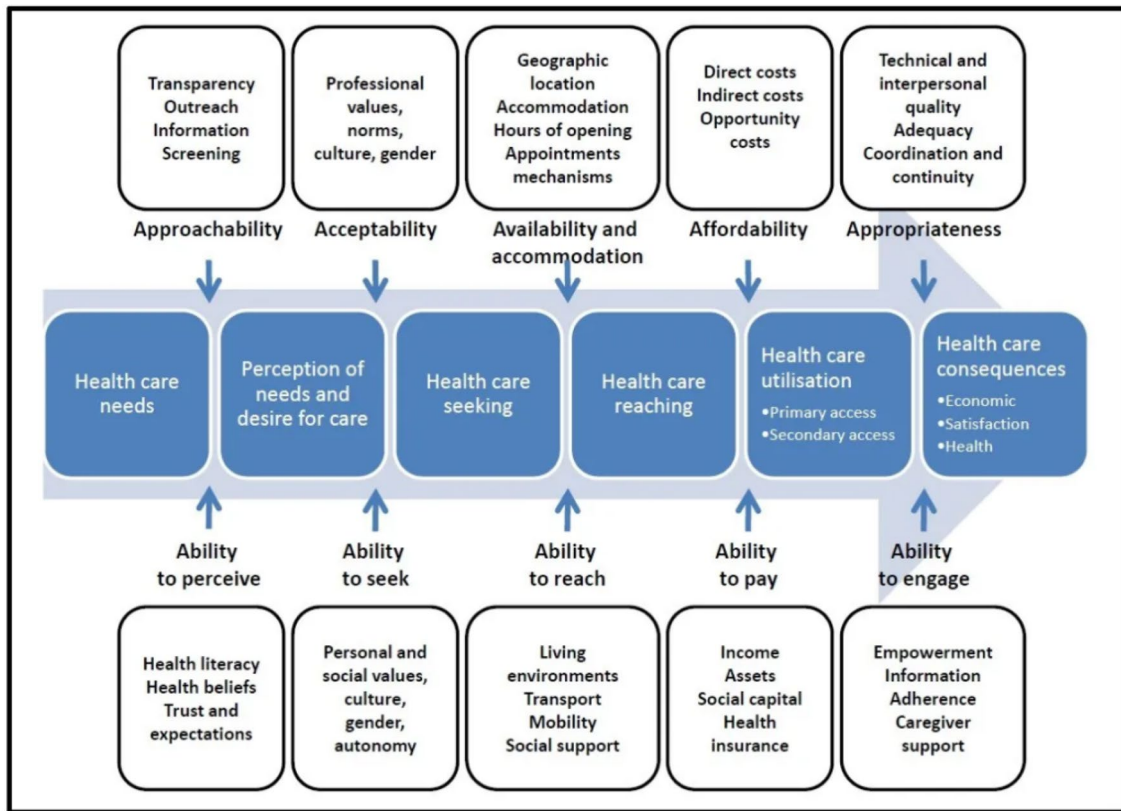 Transparency
Outreach
Information
Screening
Professional
values,
norms,
culture, gender
Geographic
location
Accommodation
Hours of opening
Appointments
mechanisms
Direct costs
Indirect costs
Opportunity
costs
Technical and
interpersonal
quality
Adequacy
Coordination and
continuity
Approachability
Acceptability
Availability and
accommodation
Affordability
Appropriateness
Health care
needs
Perception of
needs and
desire for care
Health care
seeking
Health care
reaching
Health care
utilisation
•Primary access
•Secondary access
Health care
consequences
•Economic
•Satisfaction
•Health
Ability
to perceive
Ability
to seek
Ability
to reach
Ability
to pay
Ability
to engage
Health literacy
Health beliefs
Trust and
expectations
Personal and
social values,
culture,
gender,
autonomy
Living
environments
Transport
Mobility
Social support
Income
Assets
Social capital
Health
insurance
Empowerment
Information
Adherence
Caregiver
support